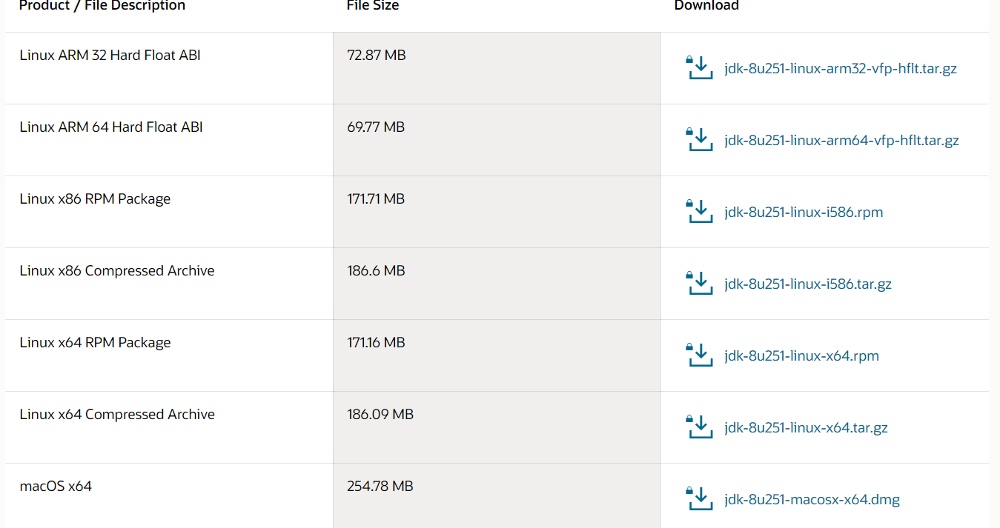 Product / File Description File Size Download
Linux ARM 32 Hard Float ABI 72.87 MB jdk-8u251-linux-arm32-vfp-hflt.tar.gz
Linux ARM 64 Hard Float ABI 69.77 MB jdk-8u251-linux-arm64-vfp-hflt.tar.gz
Linux x86 RPM Package 171.71 MB jdk-8u251-linux-i586.rpm
Linux x86 Compressed Archive 186.6 MB jdk-8u251-linux-i586.tar.gz
Linux x64 RPM Package 171.16 MB jdk-8u251-linux-x64.rpm
Linux x64 Compressed Archive 186.09 MB jdk-8u251-linux-x64.tar.gz
macOS x64 254.78 MB jdk-8u251-macosx-x64.dmg